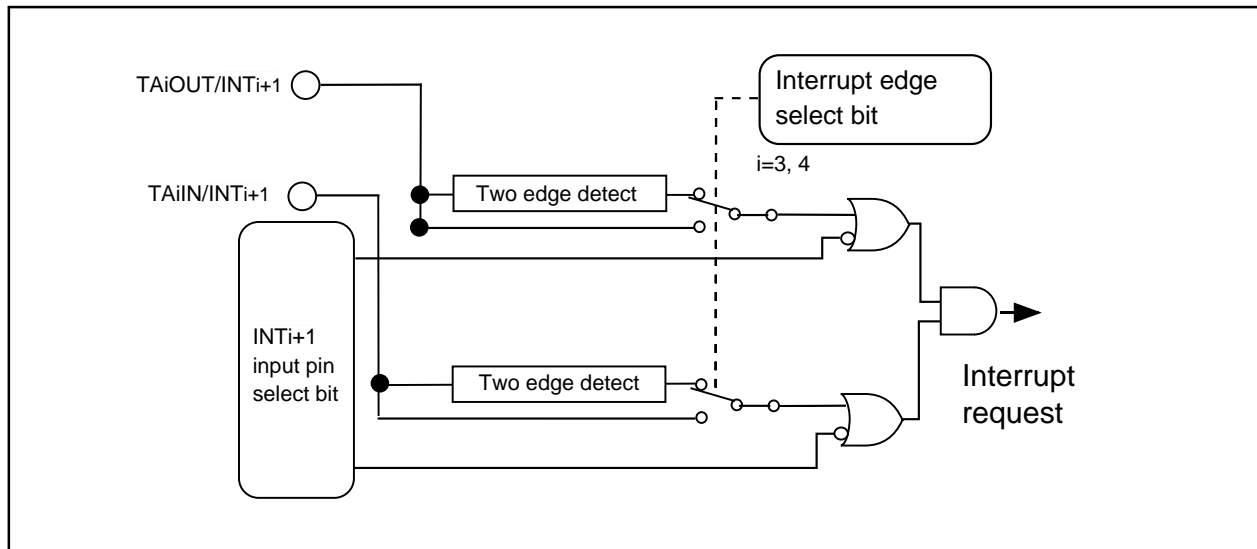 TAiOUT/INTi+1
Interrupt edge
select bit
i=3, 4
TAiIN/INTi+1
Two edge detect
INTi+1
input pin
select bit
Two edge detect
Interrupt
request